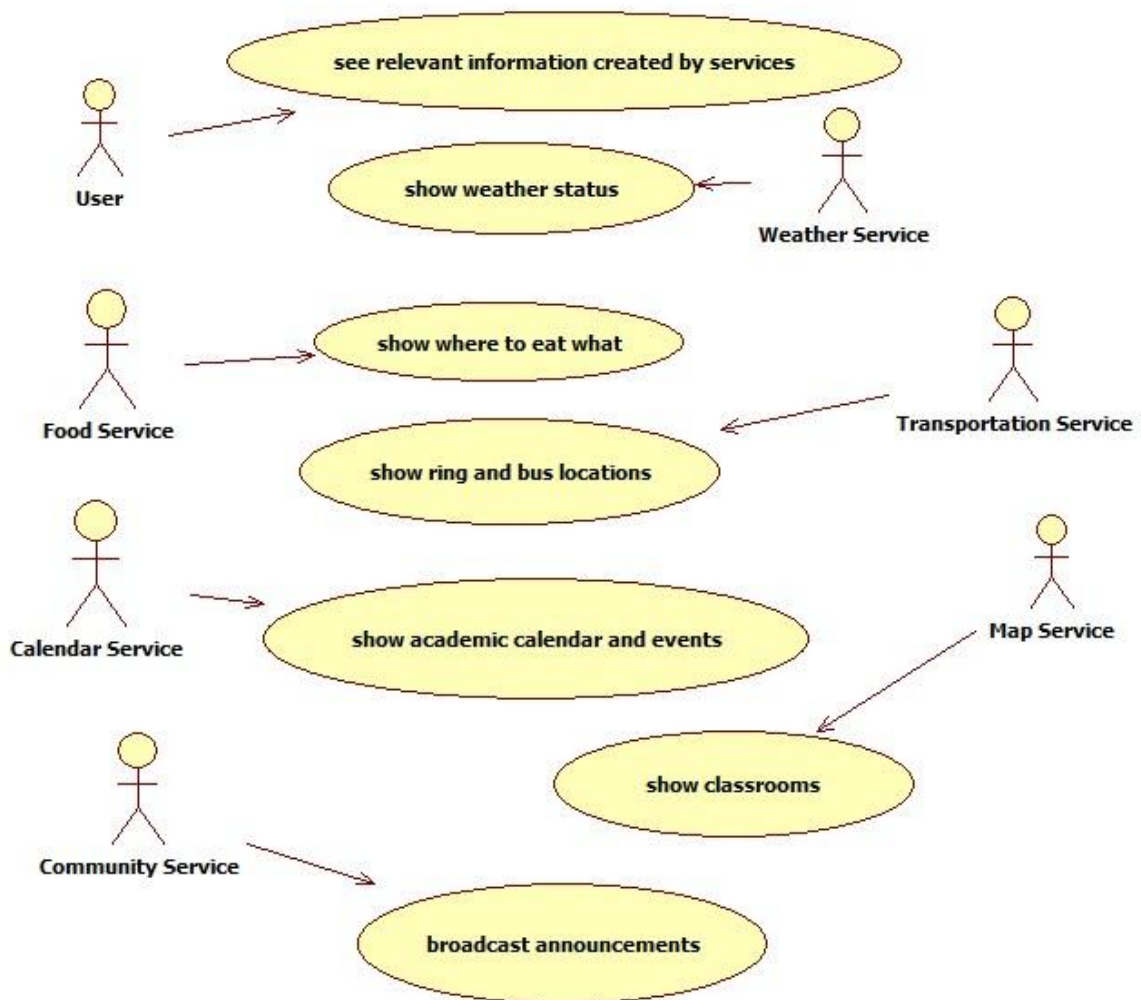 see relevant information created by services
User
show weather status
Weather Service
show where to eat what
Food Service
Transportation Service
show ring and bus locations
Calendar Service
show academic calendar and events
Map Service
show classrooms
Community Service
broadcast announcements